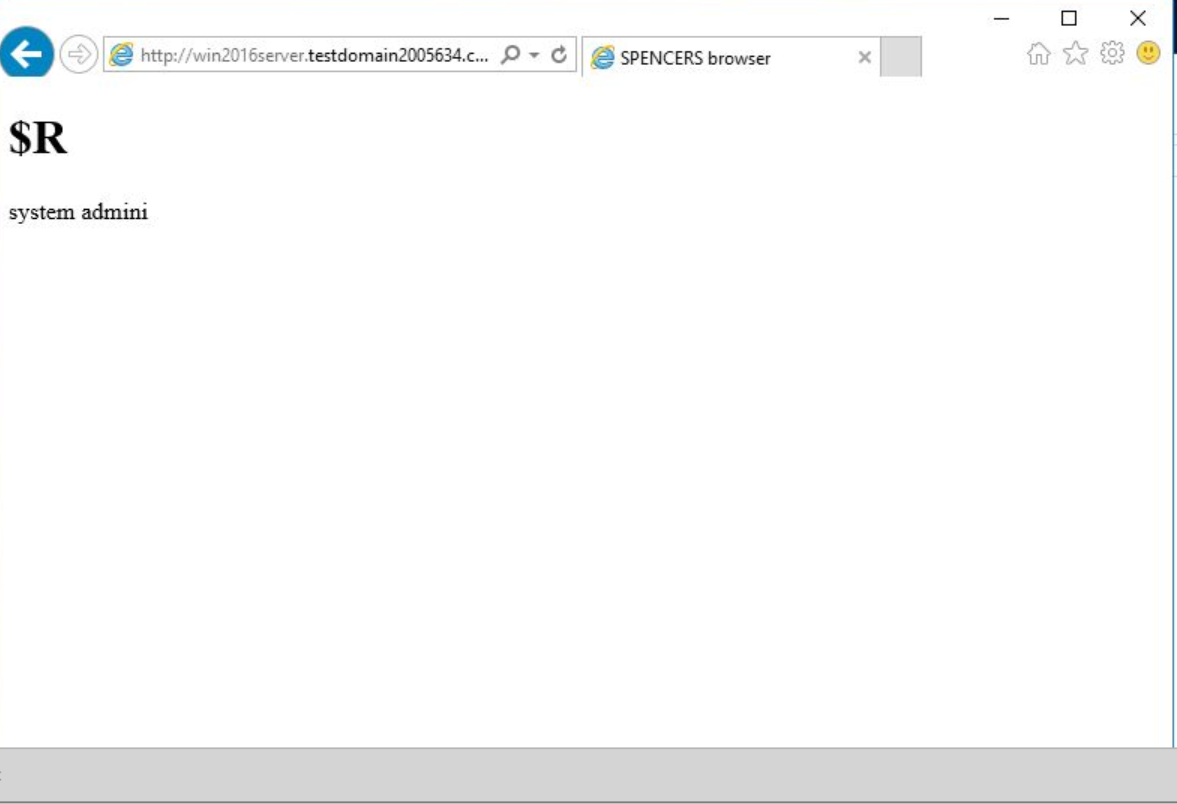 http://win2016server.testdomain2005634.c...
SPENCERS browser
$R
system admini